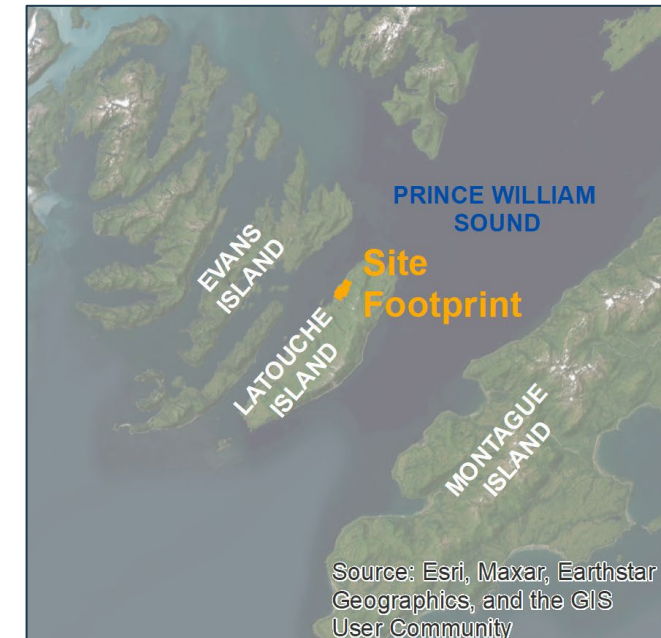 PRINCE WILLIAM
SOUND
EVANS
ISLAND
Site
Footprint
LATOUCHE
ISLAND
MONTAGUE
ISLAND
Source: Esri, Maxar, Earthstar
Geographics, and the GIS
User Community